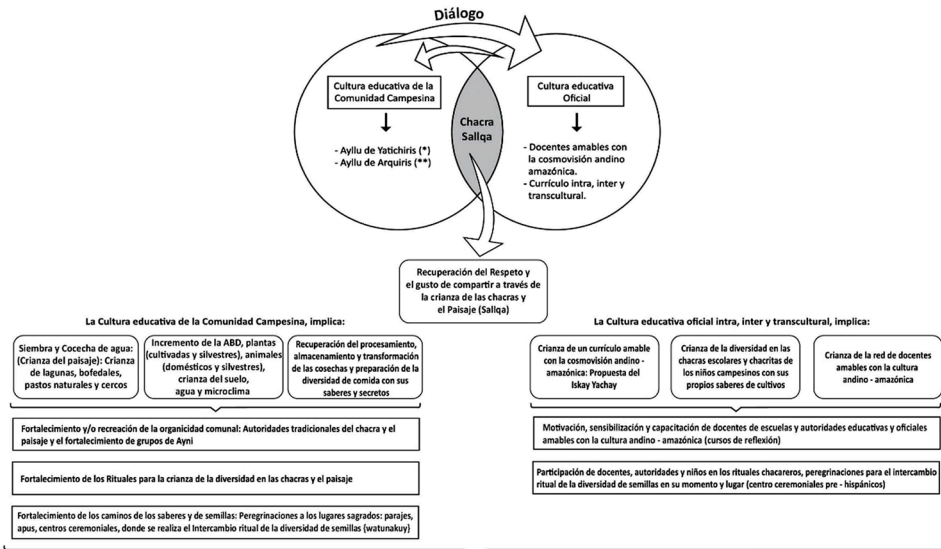 Diálogo
Cultura educativa de la
Comunidad Campesina
- Ayllu de Yatichiris (*)
- Ayllu de Arquiris (**)
Chacra
Sallqa
Cultura educativa
Oficial
- Docentes amables con
la cosmovisión andino
amazónica.
- Currículo intra, inter y
transcultural.
Recuperación del Respeto y
el gusto de compartir a través de
la crianza de las chacras y
el Paisaje (Sallqa)
La Cultura educativa de la Comunidad Campesina, implica:
Siembra y Cocecha de agua:
(Crianza del paisaje): Crianza
de lagunas, bofedales,
pastos naturales y cercos
Incremento de la ABD, plantas
(cultivadas y silvestres), animales
(domésticos y silvestres),
crianza del suelo,
agua y microclima
Recuperación del procesamiento,
almacenamiento y transformación
de las cosechas y preparación de la
diversidad de comida con sus
saberes y secretos
Fortalecimiento y/o recreación de la organicidad comunal: Autoridades
tradicionales del chacra y el
paisaje y el fortalecimiento de grupos de Ayni
Fortalecimiento de los Rituales para la crianza de la diversidad en las chacras y el paisaje
Fortalecimiento de los caminos de los saberes y de semillas: Peregrinaciones a los lugares sagrados: parajes,
apus, centros ceremoniales, donde se realiza el Intercambio ritual de la diversidad de semillas {watunakuy}
La Cultura educativa oficial intra, inter y transcultural, implica:
Crianza de un currículo amable
con la cosmovisión andino -
amazónica: Propuesta del
Iskay Yachay
Crianza de la diversidad en las
chacras escolares y chacritas de
los niños campesinos con sus
propios saberes de cultivos
Crianza de la red de docentes
amables con la cultura
andino - amazónica
Motivación, sensibilización y capacitación de docentes de escuelas y autoridades educativas y oficiales
amables con la cultura andino - amazónica (cursos de reflexión)
Participación de docentes, autoridades y niños en los rituales chacareros, peregrinaciones para el intercambio
ritual de la diversidad de semillas en su momento y lugar (centro ceremoniales pre - hispánicos)